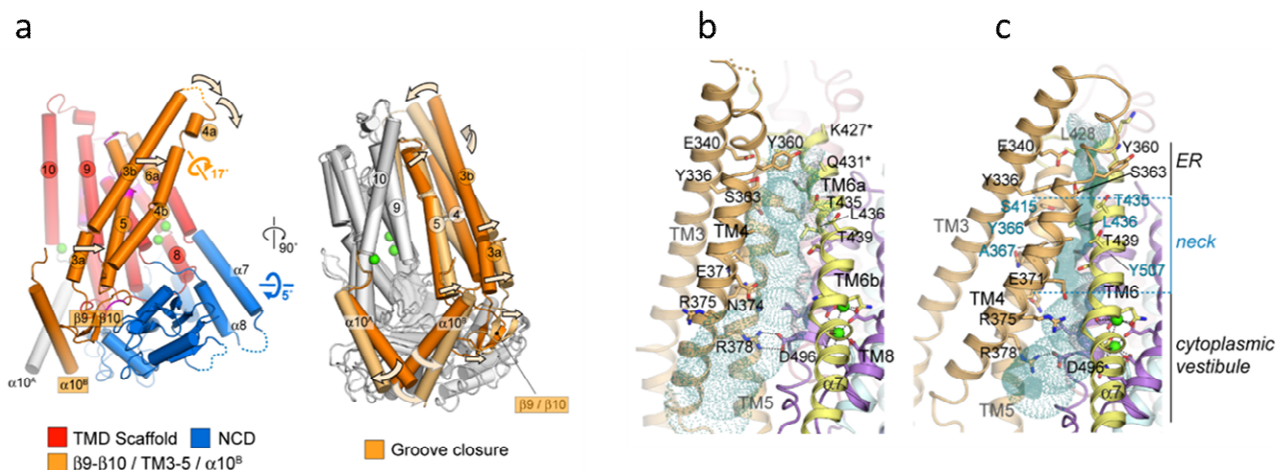 a
b
c
4a
3b
6a
17°
10
9
5
4b
3a
8
90°
α7
5°
α8
β9 / β10
α10ᴬ
α10ᴮ
TMD Scaffold
NCD
β9-β10 / TM3-5 / α10ᴮ
10
9
3b
5
4
3a
α10ᴬ
α10ᴮ
β9 / β10
Groove closure
K427*
E340
Y360
Q431*
Y336
S363
TM6a
T435
L436
TM3
TM4
T439
E371
TM6b
R375
N374
R378
D496
TM8
α7
TM5
L428
E340
Y360
S363
ER
Y336
S415
T435
Y366
L436
TM3
neck
A367
T439
Y507
E371
TM6
TM4
R375
R378
D496
cytoplasmic
vestibule
α7
TM5